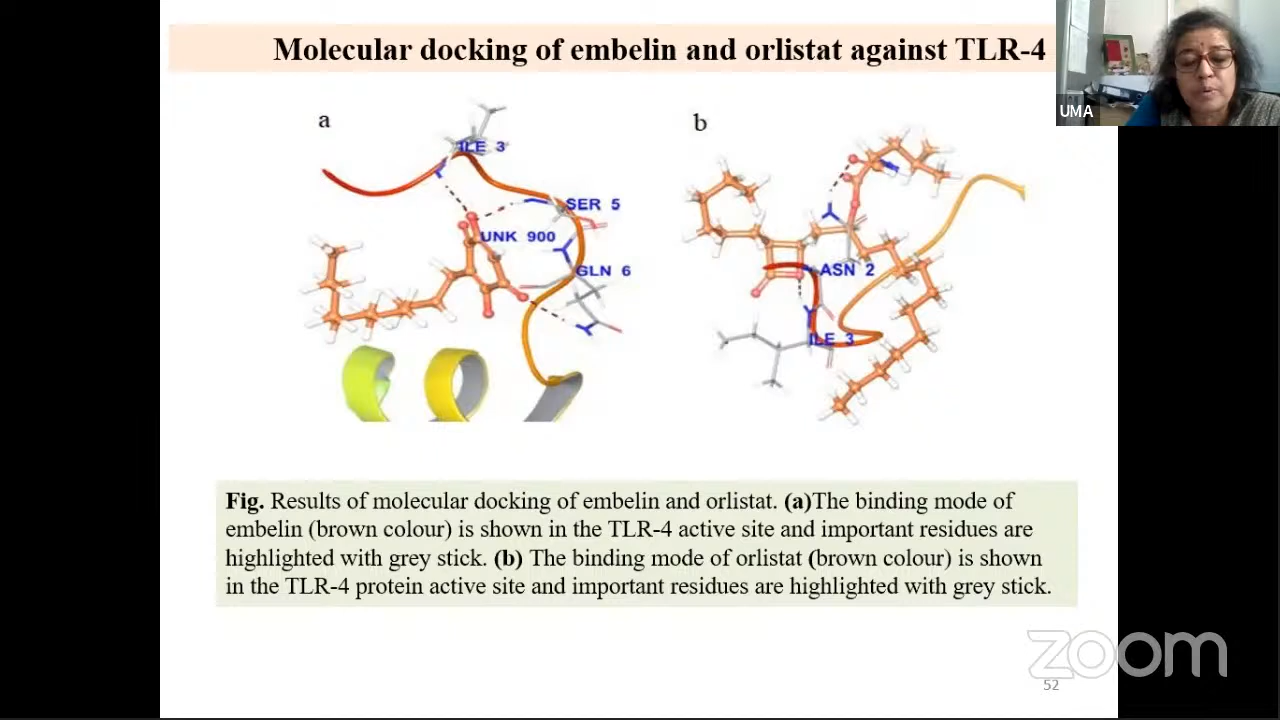 Molecular docking of embelin and orlistat against TLR-4
UMA
a
b
ILE 3
SER 5
UNK 900
GLN 6
ASN 2
ILE 3
Fig. Results of molecular docking of embelin and orlistat. (a)The binding mode of
embelin (brown colour) is shown in the TLR-4 active site and important residues are
highlighted with grey stick. (b) The binding mode of orlistat (brown colour) is shown
in the TLR-4 protein active site and important residues are highlighted with grey stick.
zoom
52